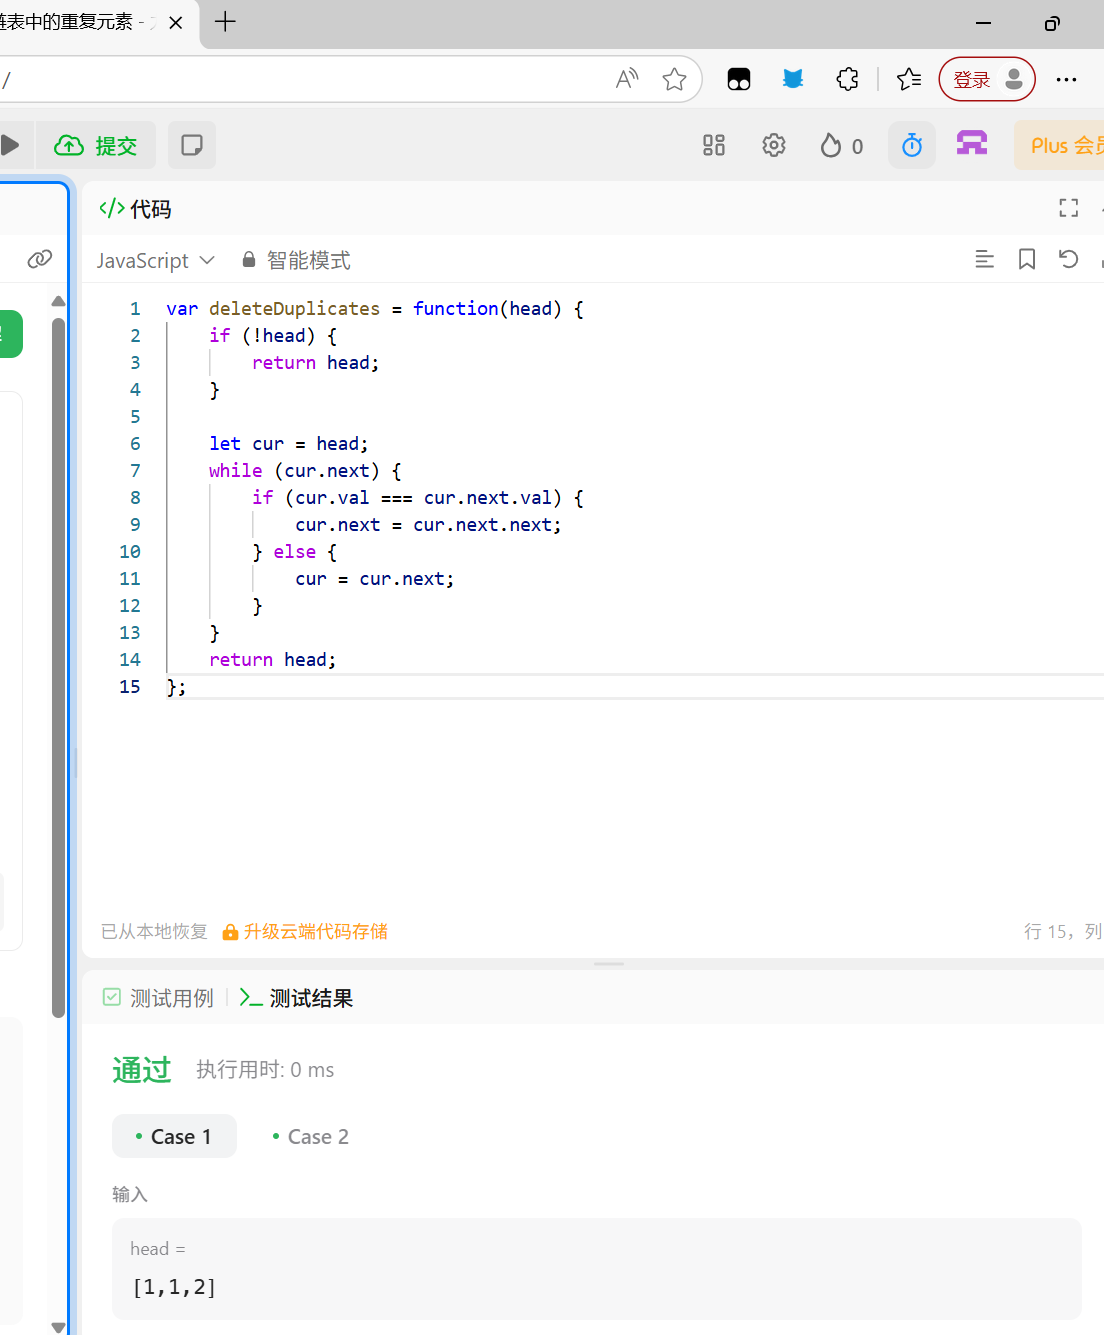 链表中的重复元素 -
/
登录
提交
0
Plus 会员
代码
JavaScript
智能模式
1 var deleteDuplicates = function(head) {
2     if (!head) {
3         return head;
4     }
5
6     let cur = head;
7     while (cur.next) {
8         if (cur.val === cur.next.val) {
9             cur.next = cur.next.next;
10         } else {
11             cur = cur.next;
12         }
13     }
14     return head;
15 };
已从本地恢复
升级云端代码存储
行 15, 列
测试用例
测试结果
通过
执行用时: 0 ms
Case 1
Case 2
输入
head =
[1,1,2]